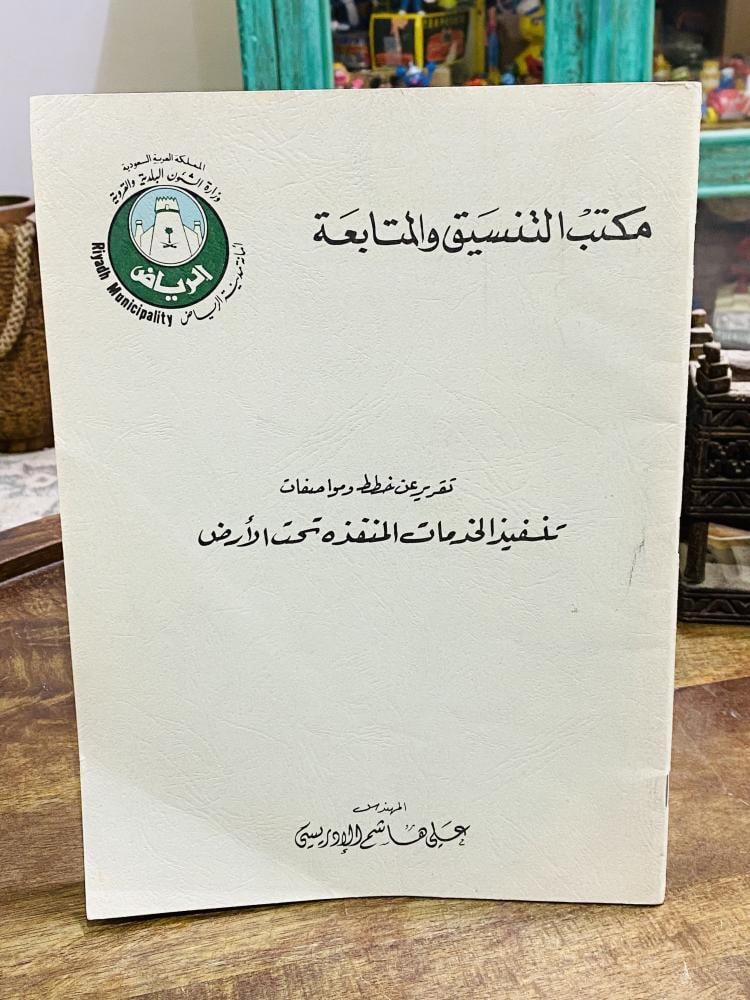 المملكة العربية السعودية
وزارة الشئون البلدية والقروية
الرياض
امانة مدينة الرياض
Riyadh Municipality
مكتب التنسيق والمتابعة
تقرير عن خطط ومواصفات
تنفيذ الخدمات المنفذه تحت الأرض
المهندس
علي هاشم الإدريسي